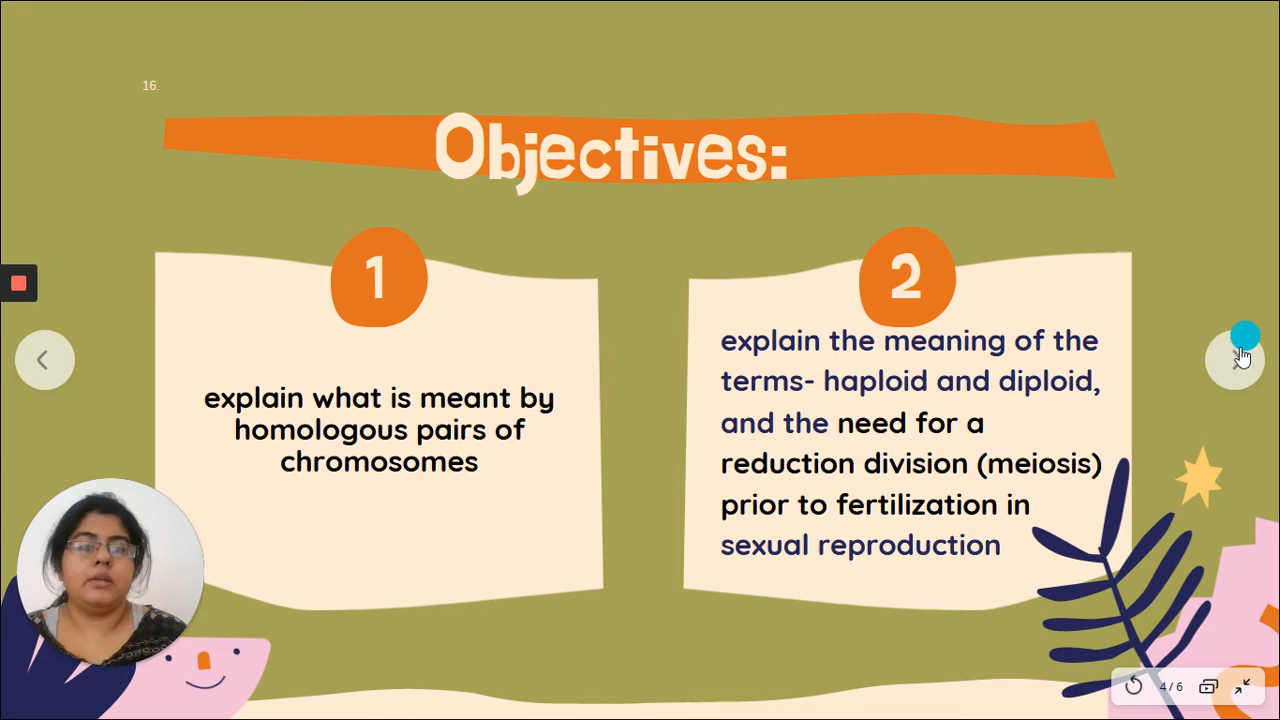 16.
Objectives:
1
explain what is meant by
homologous pairs of
chromosomes
2
explain the meaning of the
terms- haploid and diploid,
and the need for a
reduction division (meiosis)
prior to fertilization in
sexual reproduction
4/6